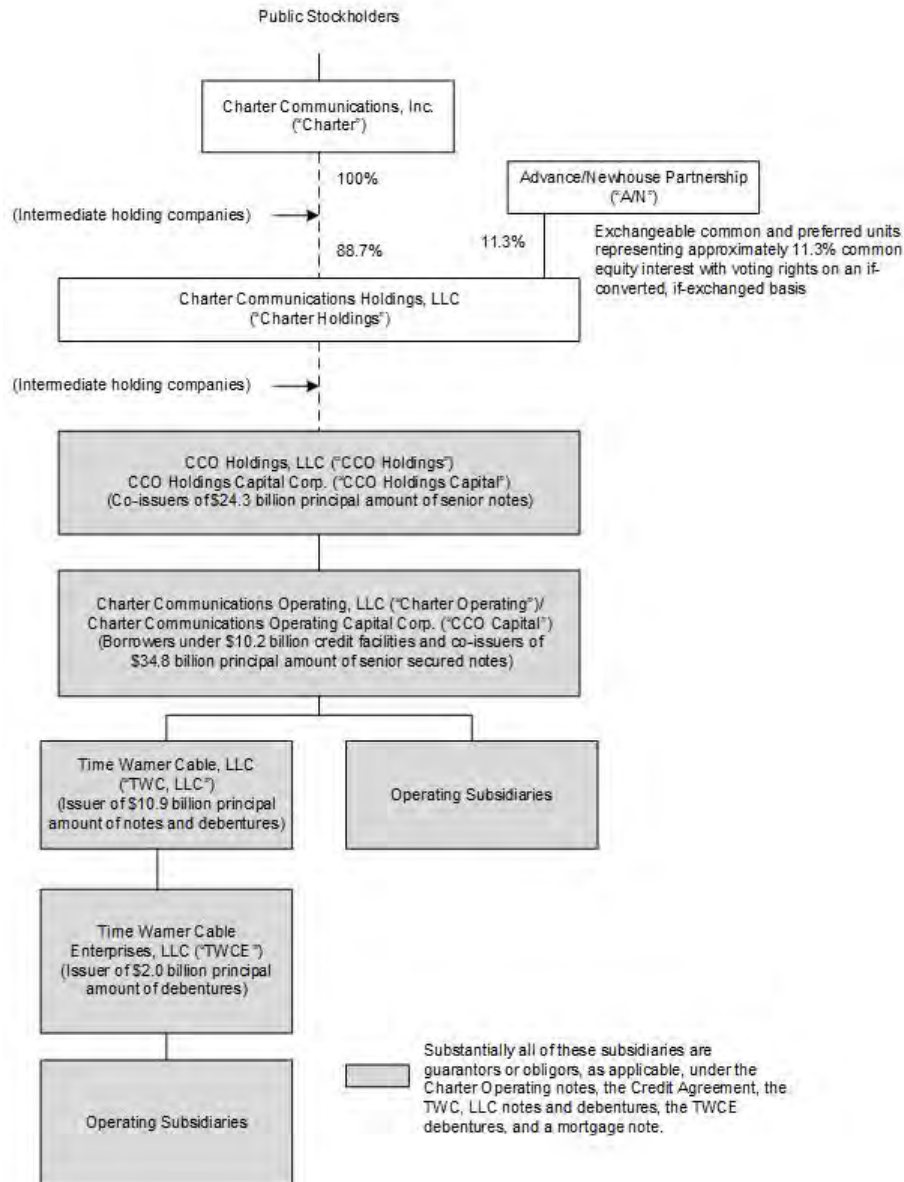 Public Stockholders
Charter Communications, Inc.
("Charter")
100%
Advance/Newhouse Partnership
("A/N")
(Intermediate holding companies)
88.7%
11.3%
Exchangeable common and preferred units
representing approximately 11.3% common
equity interest with voting rights on an if-
converted, if-exchanged basis
Charter Communications Holdings, LLC
("Charter Holdings")
(Intermediate holding companies)
CCO Holdings, LLC ("CCO Holdings")
CCO Holdings Capital Corp. ("CCO Holdings Capital")
(Co-issuers of $24.3 billion principal amount of senior notes)
Charter Communications Operating, LLC ("Charter Operating")/
Charter Communications Operating Capital Corp. ("CCO Capital")
(Borrowers under $10.2 billion credit facilities and co-issuers of
$34.8 billion principal amount of senior secured notes)
Time Warner Cable, LLC
("TWC, LLC")
(Issuer of $10.9 billion principal
amount of notes and debentures)
Operating Subsidiaries
Time Warner Cable
Enterprises, LLC ("TWCE")
(Issuer of $2.0 billion principal
amount of debentures)
Operating Subsidiaries
Substantially all of these subsidiaries are
guarantors or obligors, as applicable, under the
Charter Operating notes, the Credit Agreement, the
TWC, LLC notes and debentures, the TWCE
debentures, and a mortgage note.